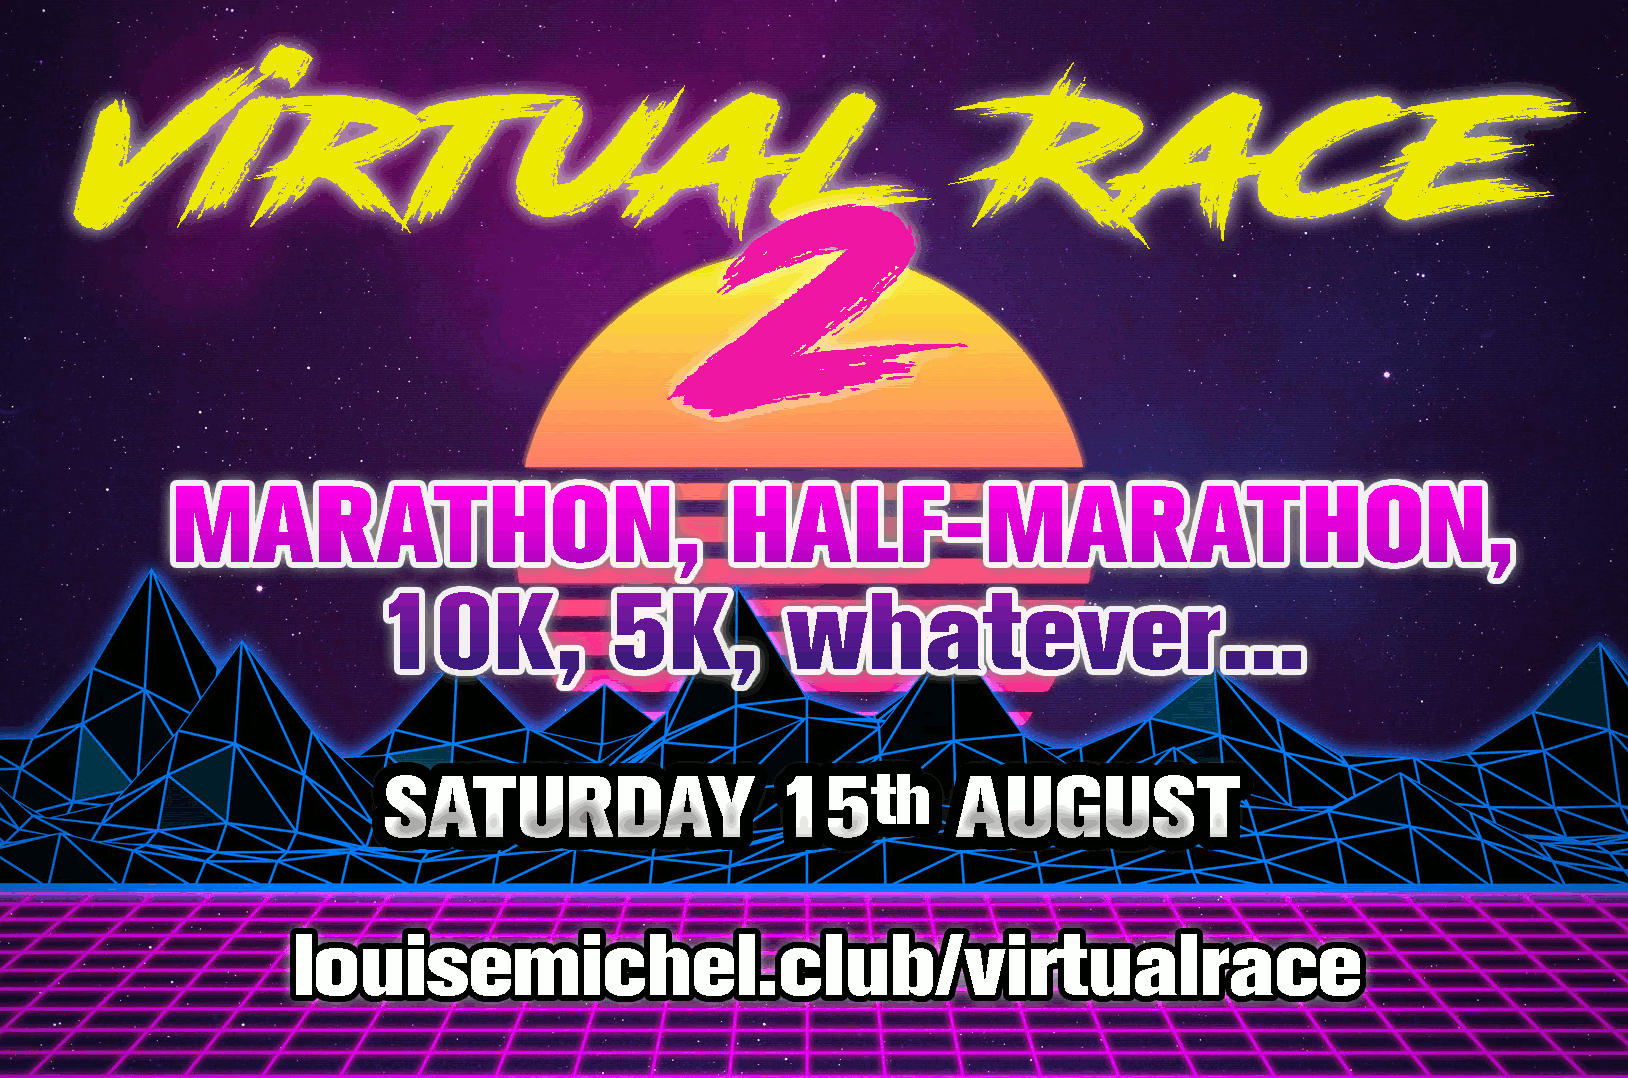 VIRTUAL RACE
2
MARATHON, HALF-MARATHON,
10K, 5K, whatever...
SATURDAY 15th AUGUST
louisemichel.club/virtualrace